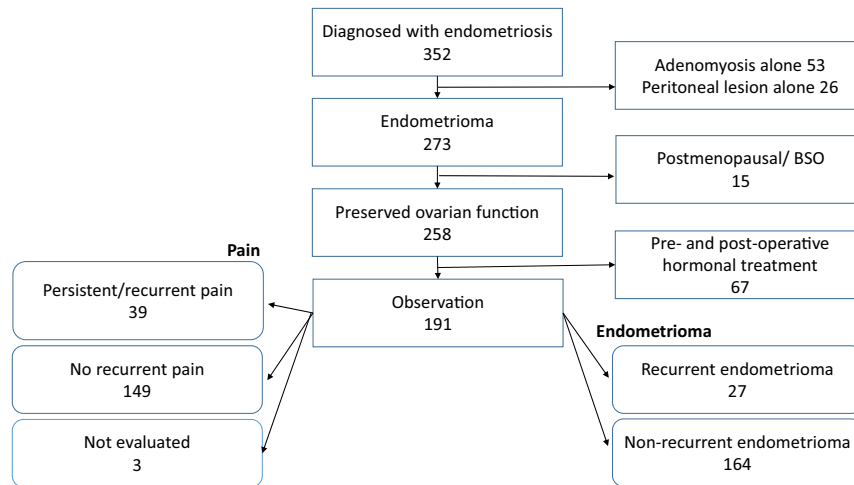 Diagnosed with endometriosis
352
Adenomyosis alone 53
Peritoneal lesion alone 26
Endometrioma
273
Postmenopausal/ BSO
15
Preserved ovarian function
258
Pre- and post-operative
hormonal treatment
67
Pain
Persistent/recurrent pain
39
Observation
191
Endometrioma
No recurrent pain
149
Recurrent endometrioma
27
Not evaluated
3
Non-recurrent endometrioma
164